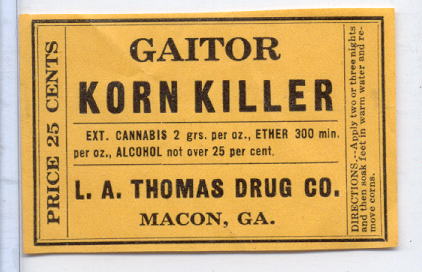 PRICE 25 CENTS
GAITOR
KORN KILLER
EXT. CANNABIS 2 grs. per oz., ETHER 300 min.
per oz., ALCOHOL not over 25 per cent.
L. A. THOMAS DRUG CO.
MACON, GA.
DIRECTIONS.--Apply two or three nights
and then soak feet in warm water and re-
move corns.